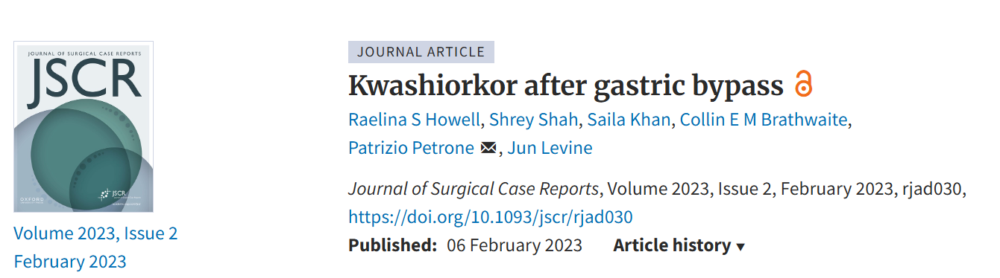 JOURNAL OF SURGICAL CASE REPORTS
JSCR
OXFORD
JSCR
Volume 2023, Issue 2
February 2023
JOURNAL ARTICLE
Kwashiorkor after gastric bypass
Raelina S Howell, Shrey Shah, Saila Khan, Collin E M Brathwaite,
Patrizio Petrone , Jun Levine
Journal of Surgical Case Reports, Volume 2023, Issue 2, February 2023, rjad030,
https://doi.org/10.1093/jscr/rjad030
Published: 06 February 2023 Article history ▼